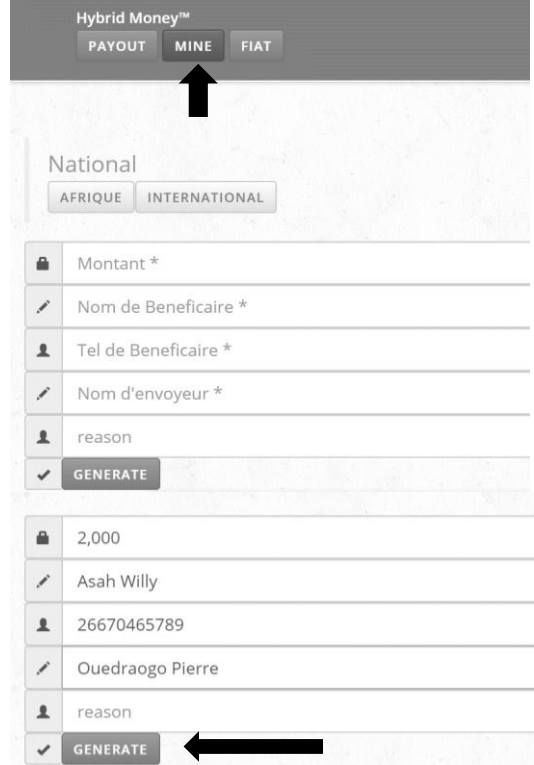 Hybrid Money™
PAYOUT MINE FIAT
National
AFRIQUE INTERNATIONAL
Montant *
Nom de Beneficaire *
Tel de Beneficaire *
Nom d'envoyeur *
reason
GENERATE
2,000
Asah Willy
26670465789
Ouedraogo Pierre
reason
GENERATE